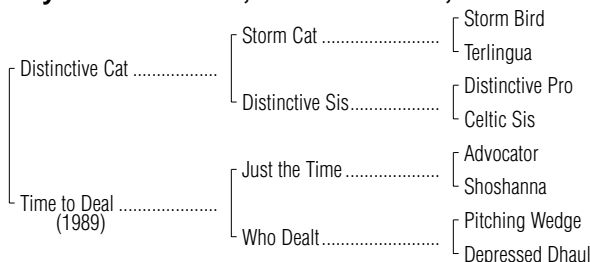 Storm Bird
Storm Cat ..........................
Terlingua
Distinctive Cat ..................
Distinctive Pro
Distinctive Sis....................
Celtic Sis
Advocator
Just the Time .....................
Shoshanna
Time to Deal .....................
(1989)
Pitching Wedge
Who Dealt..........................
Depressed Dhaul